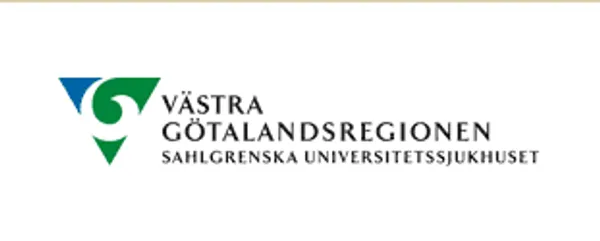 VÄSTRA
GÖTALANDSREGIONEN
SAHLGRENSKA UNIVERSITETSSJUKHUSET